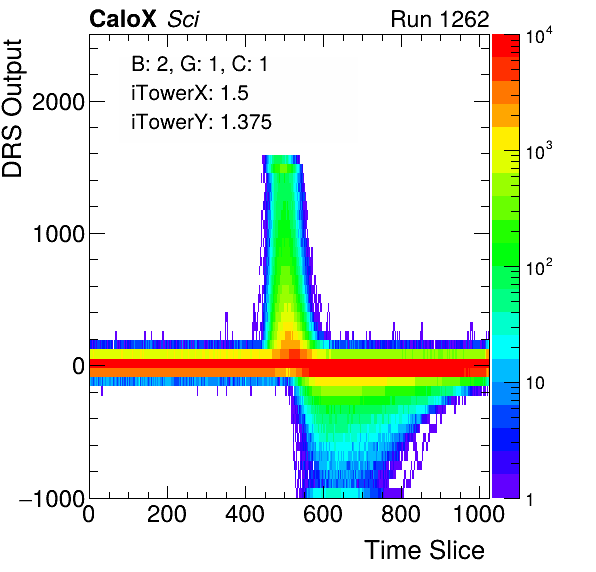 CaloX Sci Run 1262
B: 2, G: 1, C: 1
iTowerX: 1.5
iTowerY: 1.375
DRS Output
2000
1000
0
−1000
0 200 400 600 800 1000
Time Slice
10^4
10^3
10^2
10
1